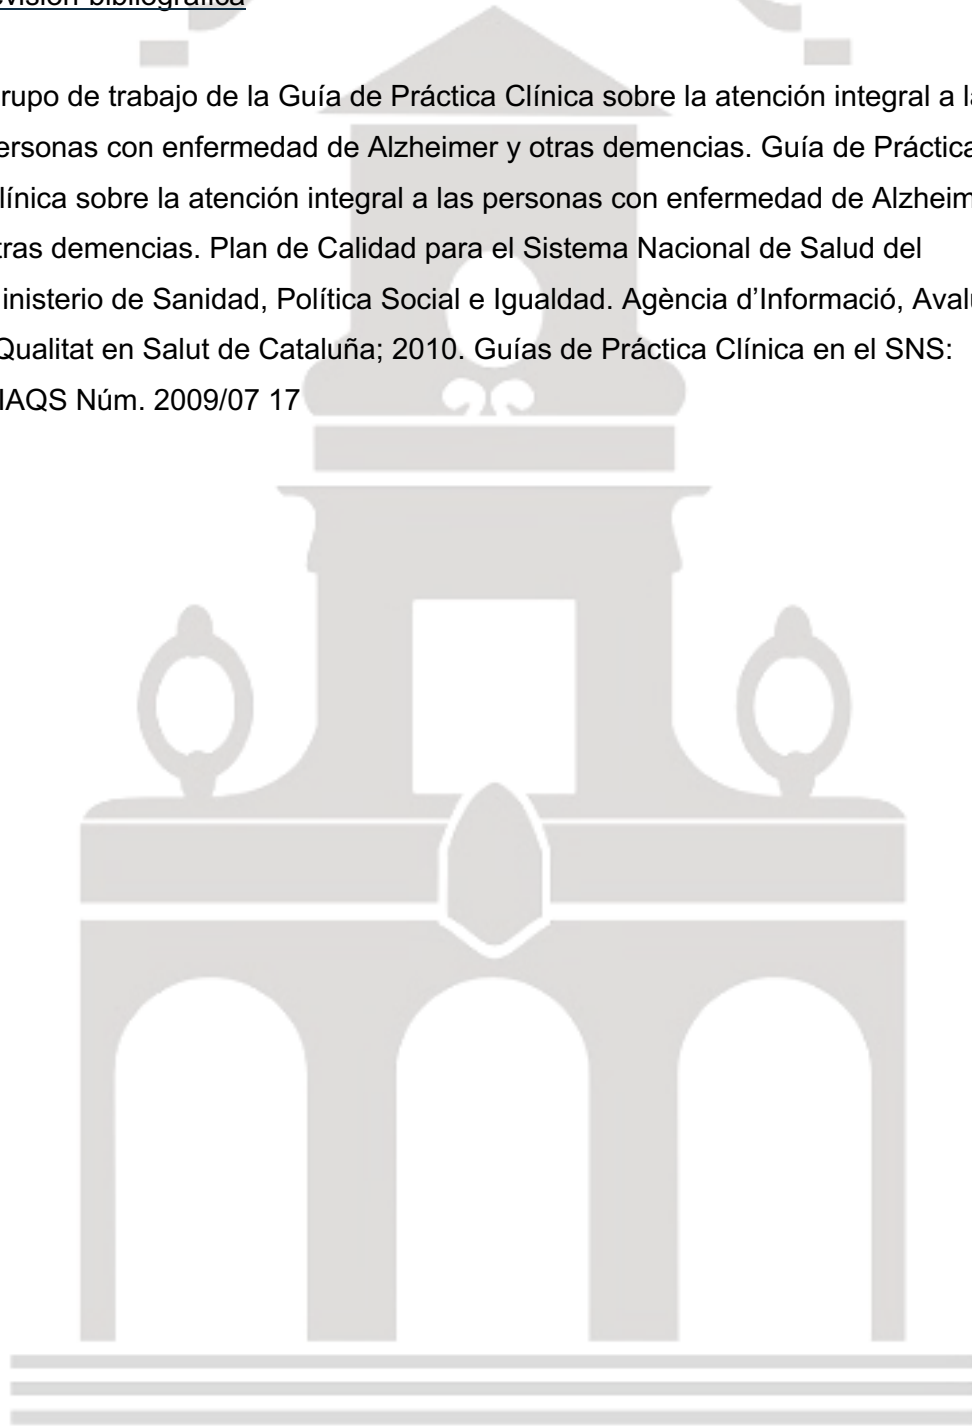 visión bibliográfica
rupo de trabajo de la Guía de Práctica Clínica sobre la atención integral a la
ersonas con enfermedad de Alzheimer y otras demencias. Guía de Práctica
línica sobre la atención integral a las personas con enfermedad de Alzheim
tras demencias. Plan de Calidad para el Sistema Nacional de Salud del
inisterio de Sanidad, Política Social e Igualdad. Agència d’Informació, Avalu
Qualitat en Salut de Cataluña; 2010. Guías de Práctica Clínica en el SNS:
IAQS Núm. 2009/07 17